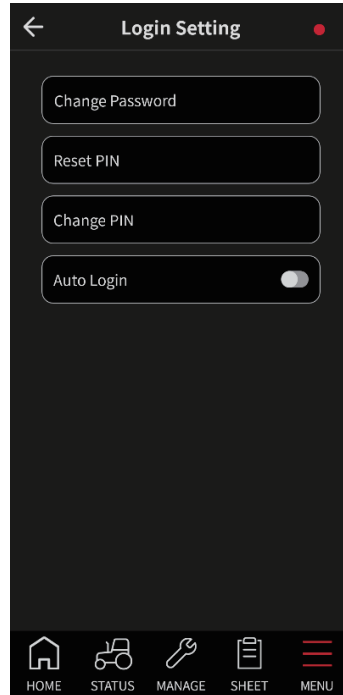 Login Setting
Change Password
Reset PIN
Change PIN
Auto Login
HOME STATUS MANAGE SHEET MENU